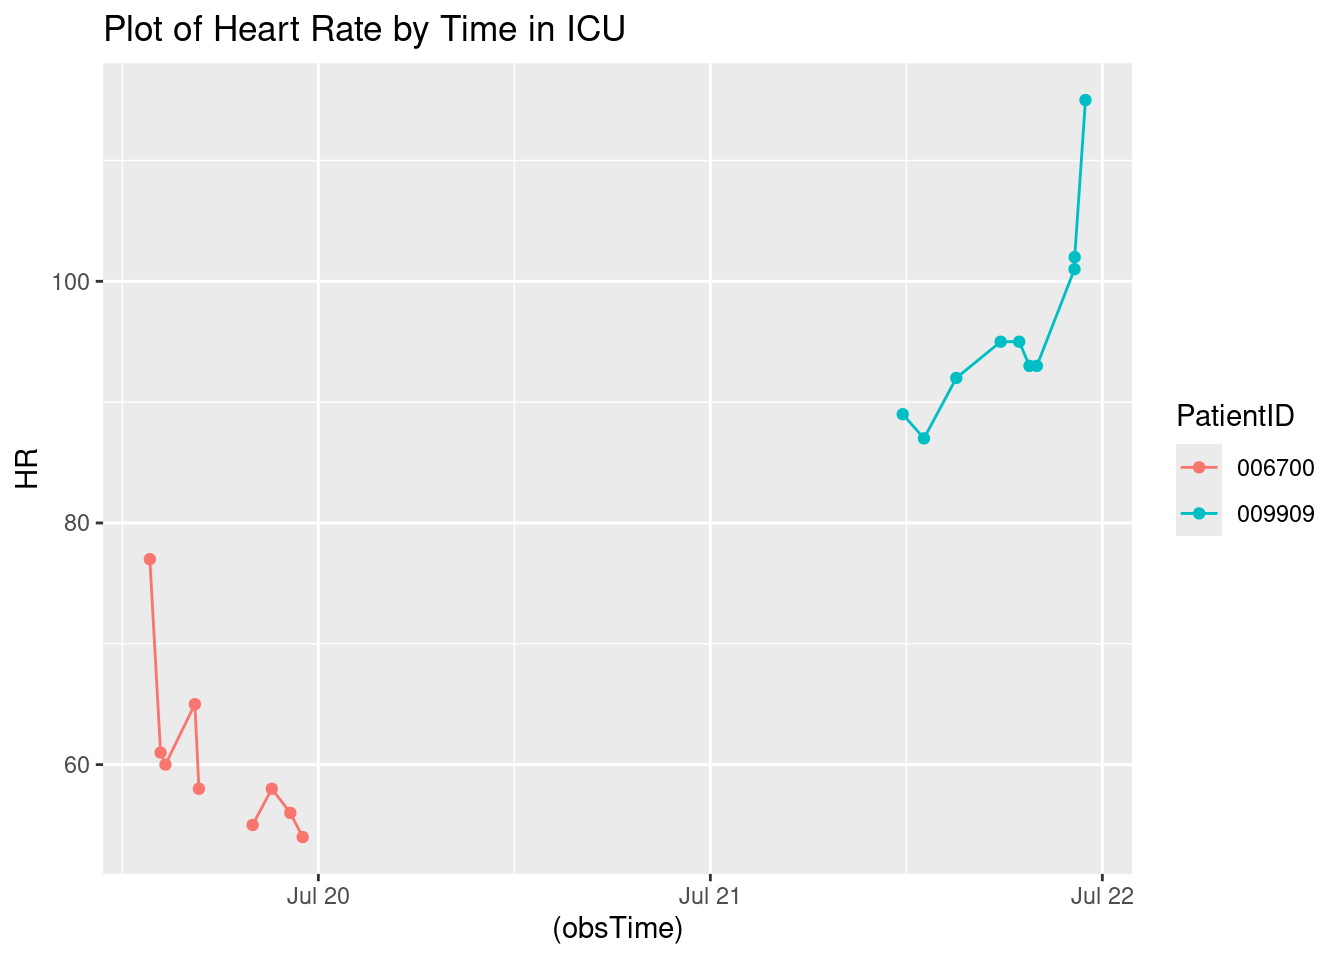 Plot of Heart Rate by Time in ICU
HR
100
80
60
Jul 20
Jul 21
Jul 22
(obsTime)
PatientID
006700
009909